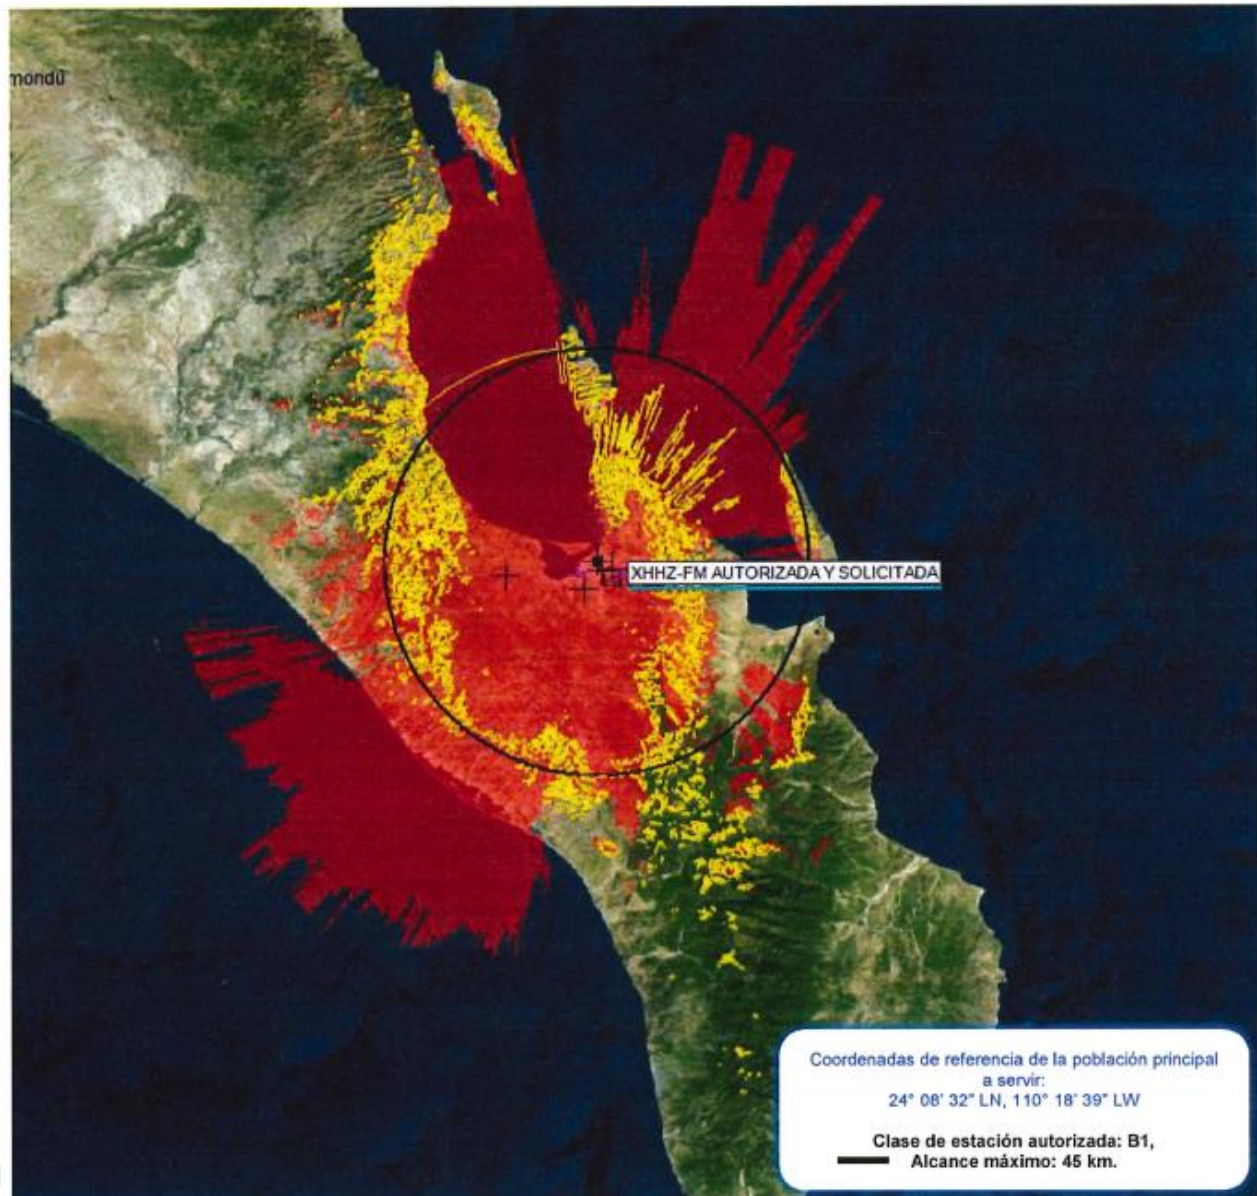 mondú
XHHZ-FM AUTORIZADA Y SOLICITADA
Coordenadas de referencia de la población principal
a servir:
24° 08' 32" LN, 110° 18' 39" LW
Clase de estación autorizada: B1,
Alcance máximo: 45 km.